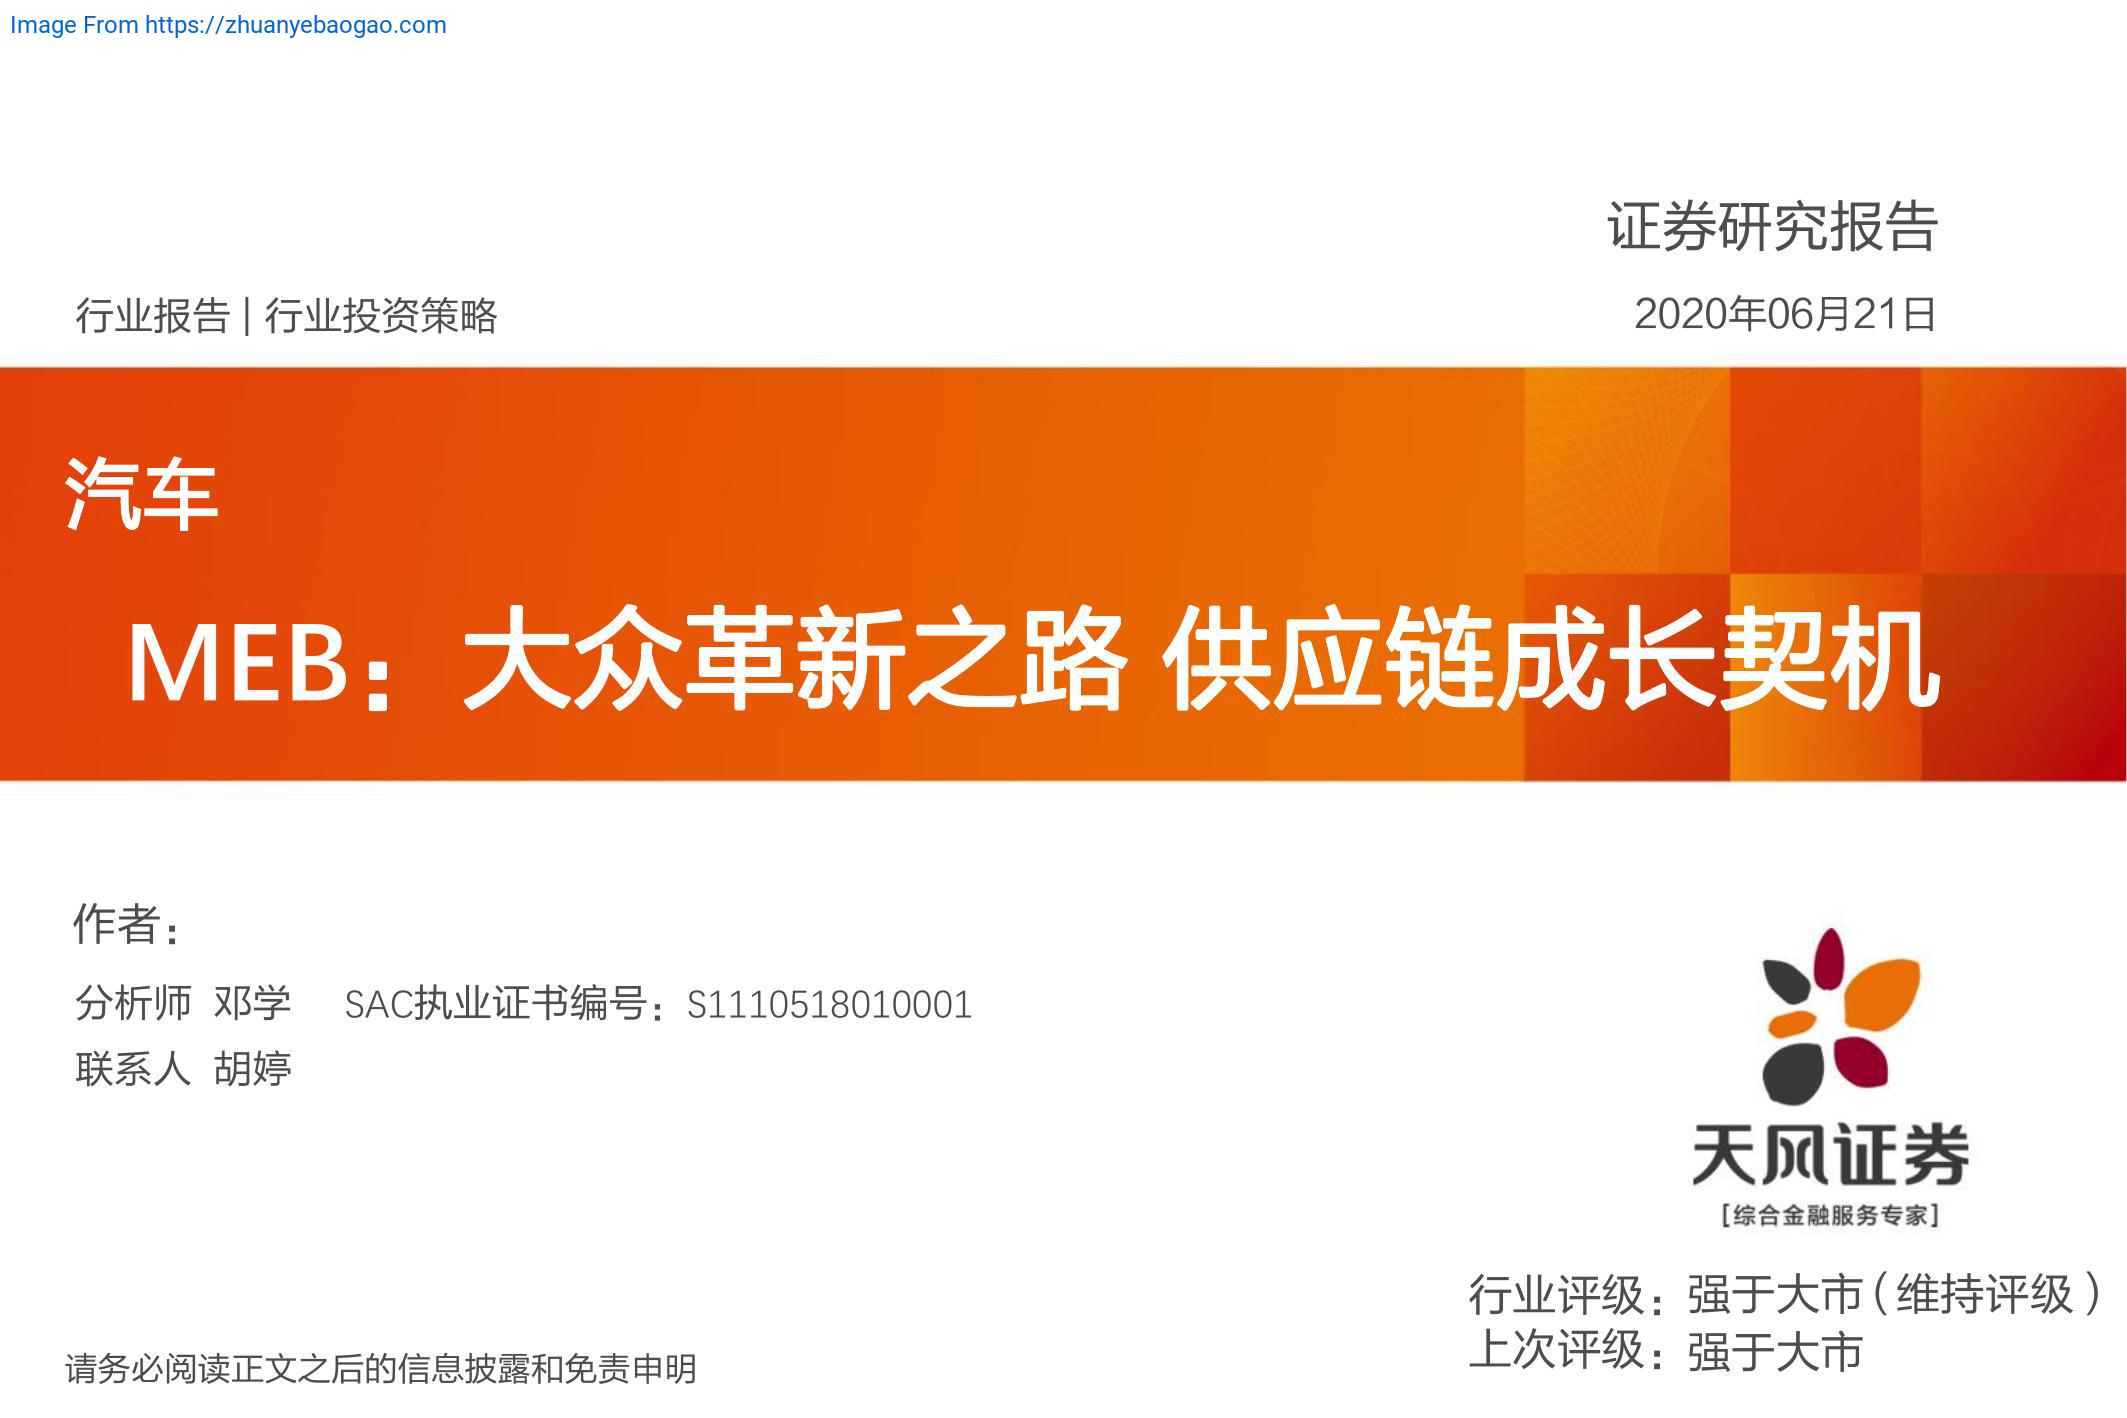 Image From https://zhuanyebaogao.com
证券研究报告
行业报告 | 行业投资策略
2020年06月21日
汽车
MEB：大众革新之路 供应链成长契机
作者：
分析师 邓学 SAC执业证书编号：S1110518010001
联系人 胡婷
天风证券
[综合金融服务专家]
行业评级：强于大市（维持评级）
上次评级：强于大市
请务必阅读正文之后的信息披露和免责申明